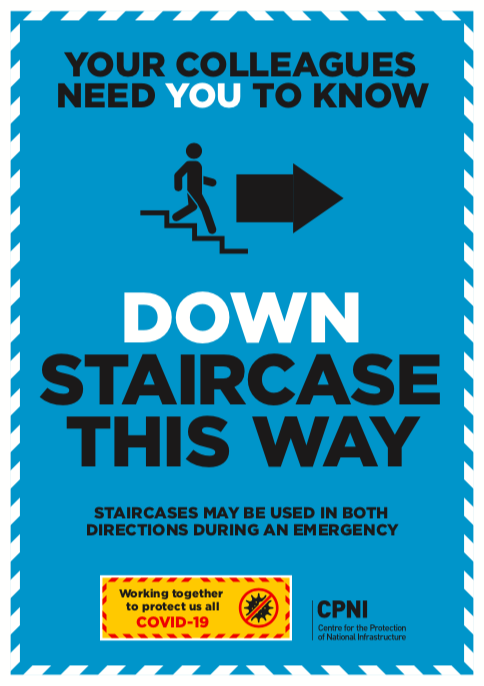 YOUR COLLEAGUES
NEED YOU TO KNOW
DOWN
STAIRCASE
THIS WAY
STAIRCASES MAY BE USED IN BOTH
DIRECTIONS DURING AN EMERGENCY
Working together
to protect us all
COVID-19
CPNI
Centre for the Protection
of National Infrastructure